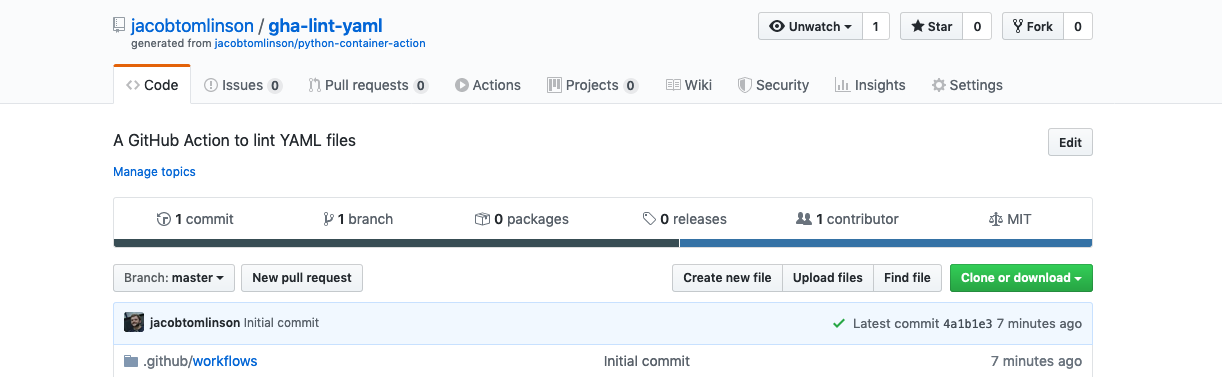 jacobtomlinson / gha-lint-yaml
generated from jacobtomlinson/python-container-action
Unwatch 1 Star 0 Fork 0
Code Issues 0 Pull requests 0 Actions Projects 0 Wiki Security Insights Settings
A GitHub Action to lint YAML files
Edit
Manage topics
1 commit 1 branch 0 packages 0 releases 1 contributor MIT
Branch: master New pull request Create new file Upload files Find file Clone or download
jacobtomlinson Initial commit Latest commit 4a1b1e3 7 minutes ago
.github/workflows Initial commit 7 minutes ago